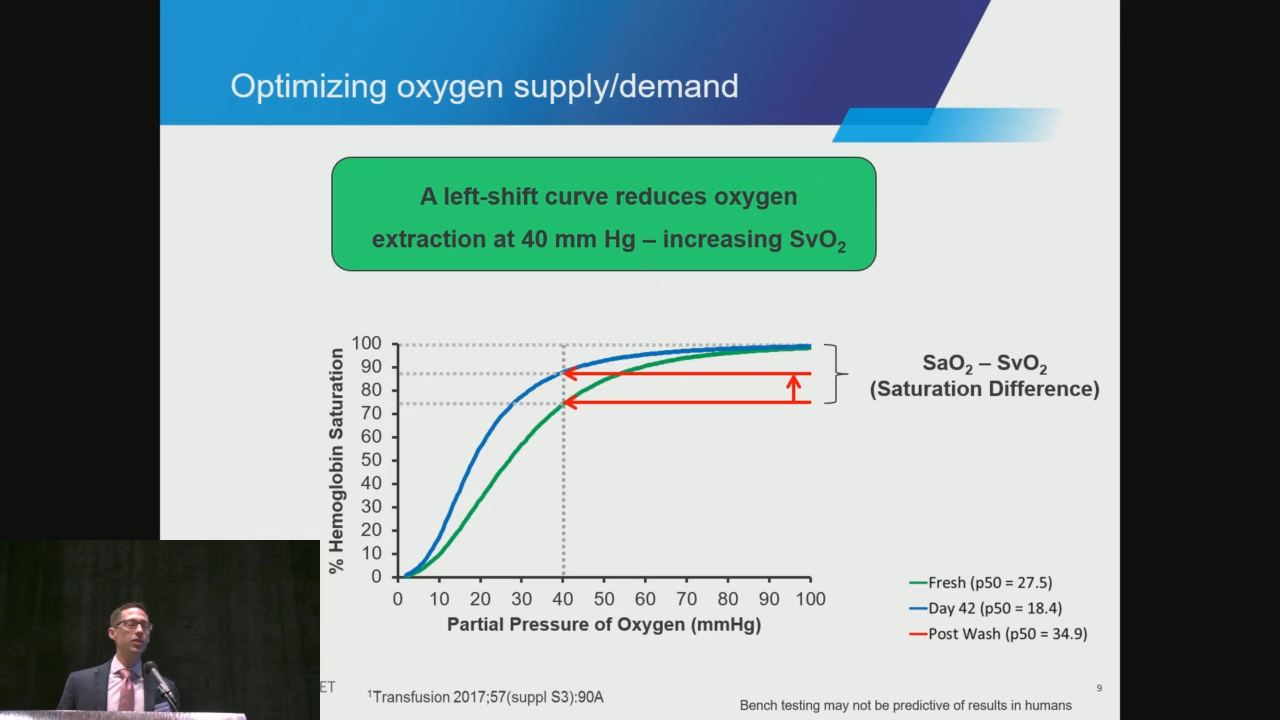 Optimizing oxygen supply/demand
A left-shift curve reduces oxygen
extraction at 40 mm Hg – increasing SvO₂
100
90
80
70
60
50
40
30
20
10
0
% Hemoglobin Saturation
0 10 20 30 40 50 60 70 80 90 100
Partial Pressure of Oxygen (mmHg)
SaO₂ – SvO₂
(Saturation Difference)
Fresh (p50 = 27.5)
Day 42 (p50 = 18.4)
Post Wash (p50 = 34.9)
ET
¹Transfusion 2017;57(suppl S3):90A
9
Bench testing may not be predictive of results in humans